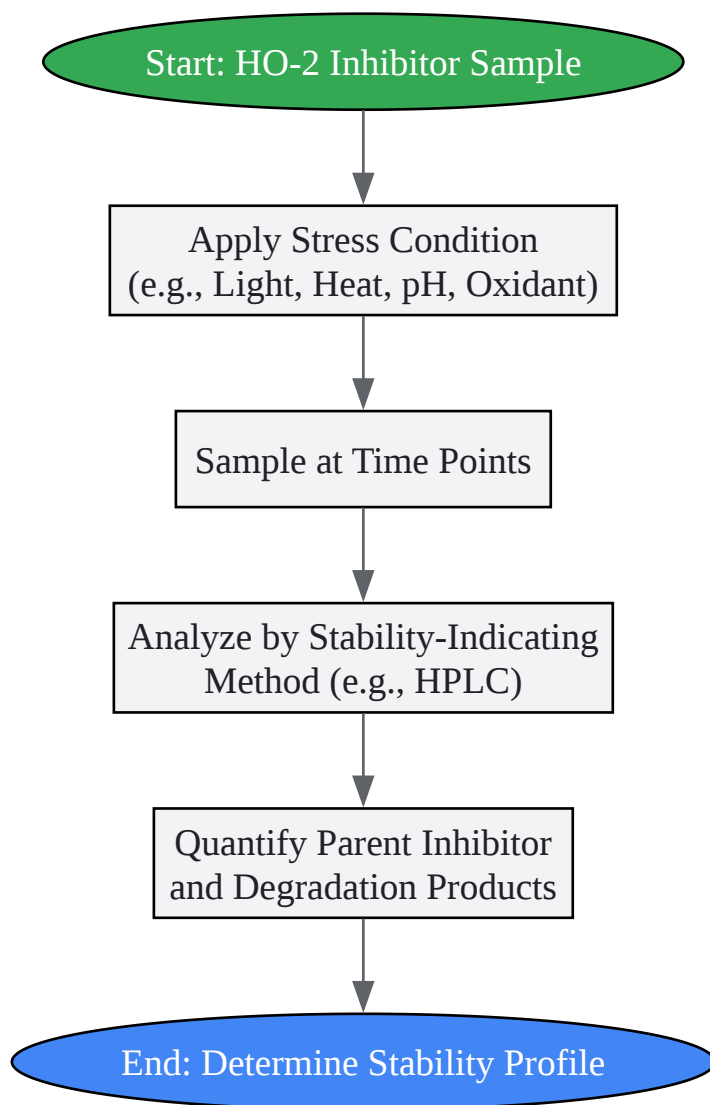 Start: HO-2 Inhibitor Sample
Apply Stress Condition
(e.g., Light, Heat, pH, Oxidant)
Sample at Time Points
Analyze by Stability-Indicating
Method (e.g., HPLC)
Quantify Parent Inhibitor
and Degradation Products
End: Determine Stability Profile